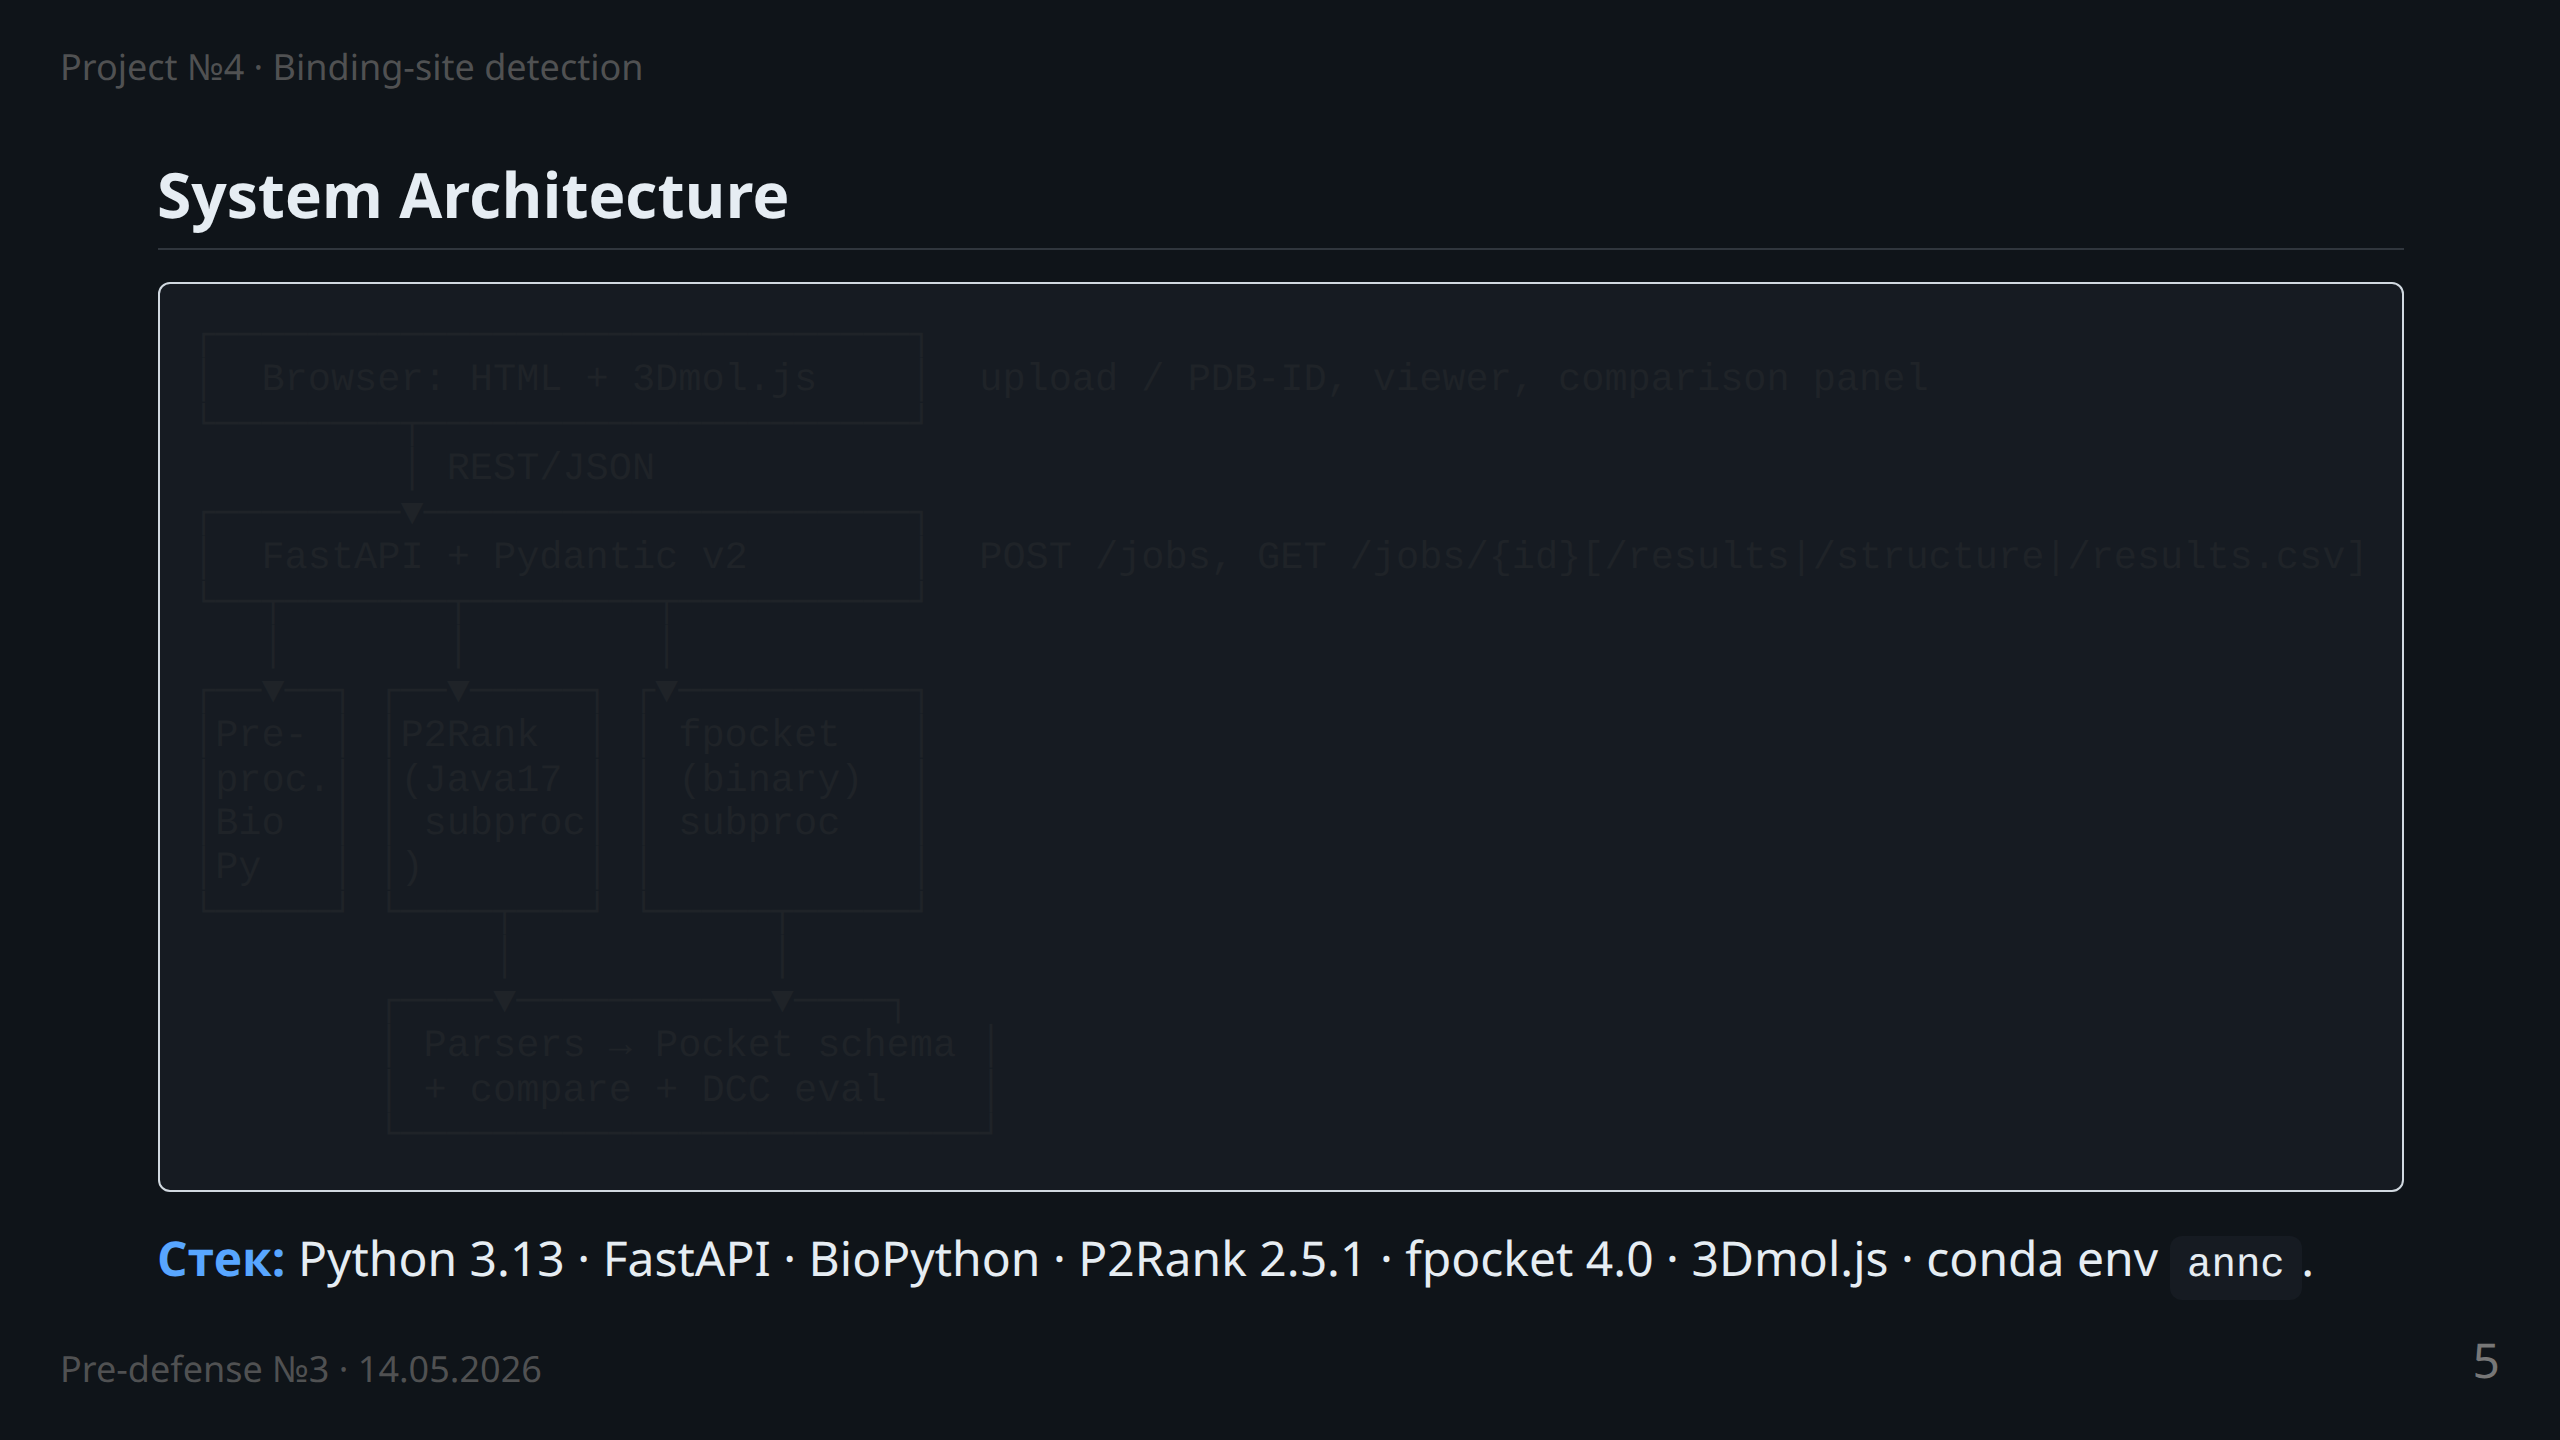 Project №4 · Binding-site detection
System Architecture
Browser: HTML + 3Dmol.js upload / PDB-ID, viewer, comparison panel
REST/JSON
FastAPI + Pydantic v2 POST /jobs, GET /jobs/{id}[/results|/structure|/results.csv]
Pre- P2Rank fpocket
proc. (Java17 (binary)
Bio subproc subproc
Py )
Parsers → Pocket schema
+ compare + DCC eval
Стек: Python 3.13 · FastAPI · BioPython · P2Rank 2.5.1 · fpocket 4.0 · 3Dmol.js · conda env annc.
Pre-defense №3 · 14.05.2026
5